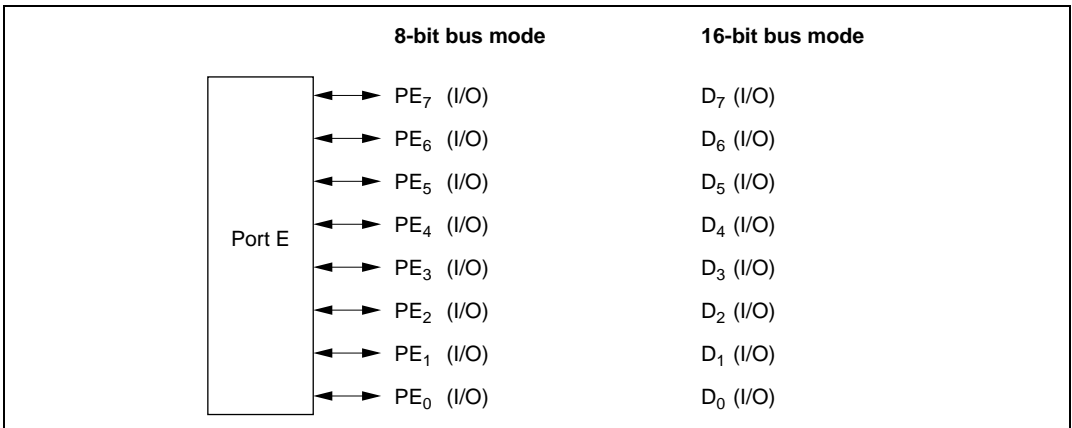 8-bit bus mode 16-bit bus mode
PE7 (I/O) D7 (I/O)
PE6 (I/O) D6 (I/O)
PE5 (I/O) D5 (I/O)
PE4 (I/O) D4 (I/O)
Port E
PE3 (I/O) D3 (I/O)
PE2 (I/O) D2 (I/O)
PE1 (I/O) D1 (I/O)
PE0 (I/O) D0 (I/O)